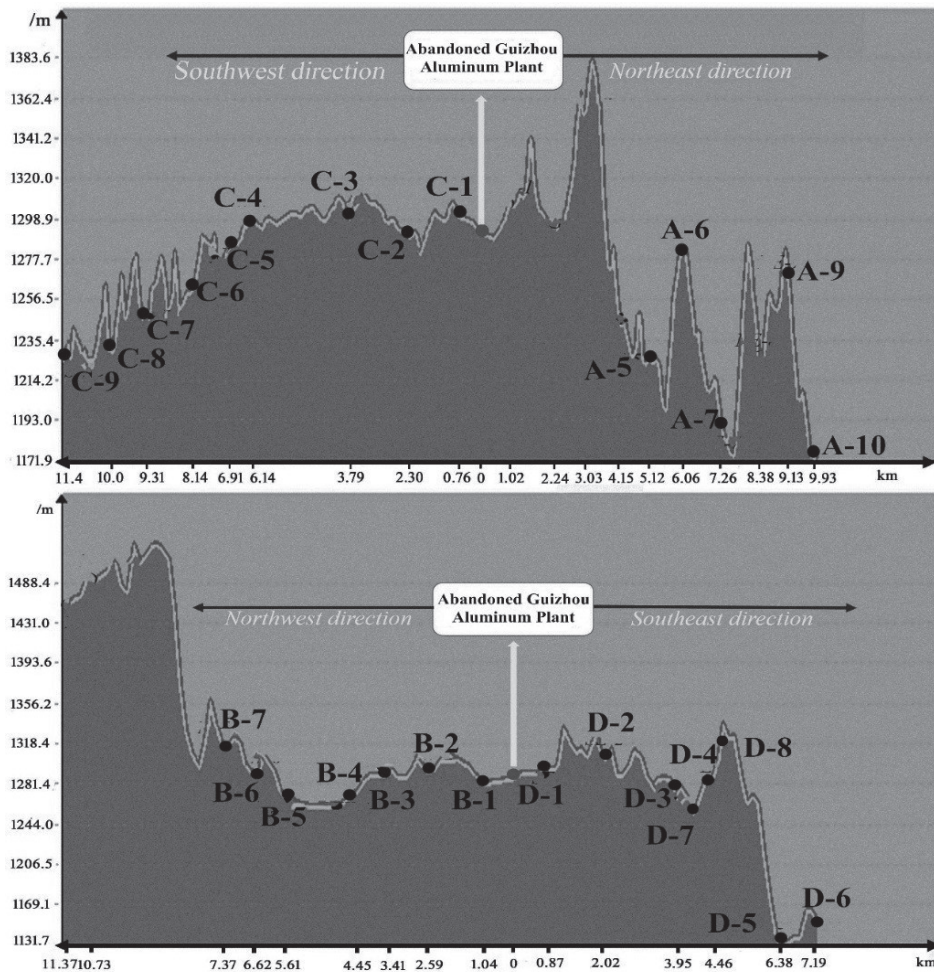 /m
1383.6
1362.4
1341.2
1320.0
1298.9
1277.7
1256.5
1235.4
1214.2
1193.0
1171.9
Abandoned Guizhou
Aluminum Plant
Southwest direction
Northeast direction
C-9
C-8
C-7
C-6
C-5
C-4
C-3
C-2
C-1
A-5
A-6
A-7
A-9
A-10
11.4 10.0 9.31 8.14 6.91 6.14 3.79 2.30 0.76 0 1.02 2.24 3.03 4.15 5.12 6.06 7.26 8.38 9.13 9.93 km
/m
1488.4
1431.0
1393.6
1356.2
1318.4
1281.4
1244.0
1206.5
1169.1
1131.7
Abandoned Guizhou
Aluminum Plant
Northwest direction
Southeast direction
B-7
B-6
B-5
B-4
B-3
B-2
B-1
D-1
D-2
D-3
D-7
D-4
D-8
D-5
D-6
11.37 10.73 7.37 6.62 5.61 4.45 3.41 2.59 1.04 0 0.87 2.02 3.95 4.46 6.38 7.19 km